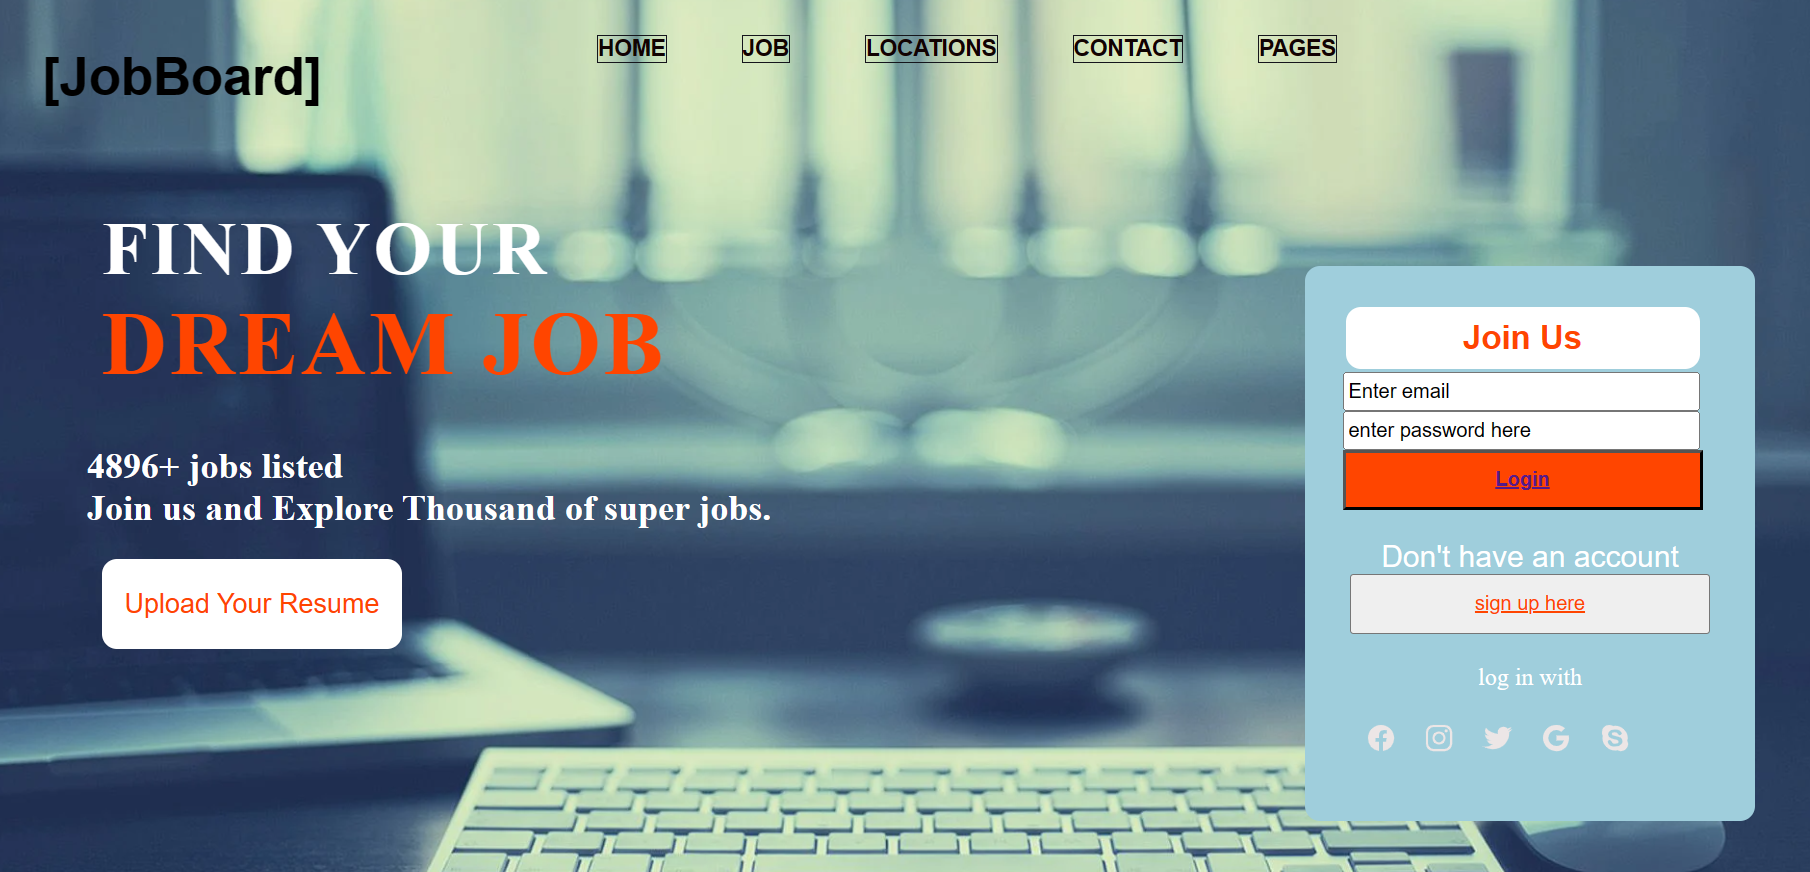 [JobBoard]
HOME JOB LOCATIONS CONTACT PAGES
FIND YOUR
DREAM JOB
4896+ jobs listed
Join us and Explore Thousand of super jobs.
Upload Your Resume
Join Us
Enter email
enter password here
Login
Don't have an account
sign up here
log in with